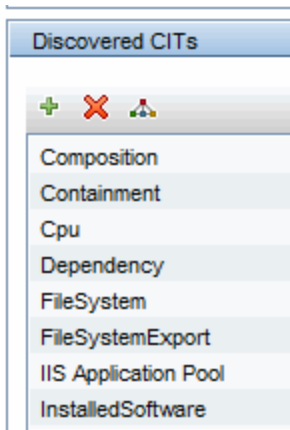 Discovered CITs
Composition
Containment
Cpu
Dependency
FileSystem
FileSystemExport
IIS Application Pool
InstalledSoftware